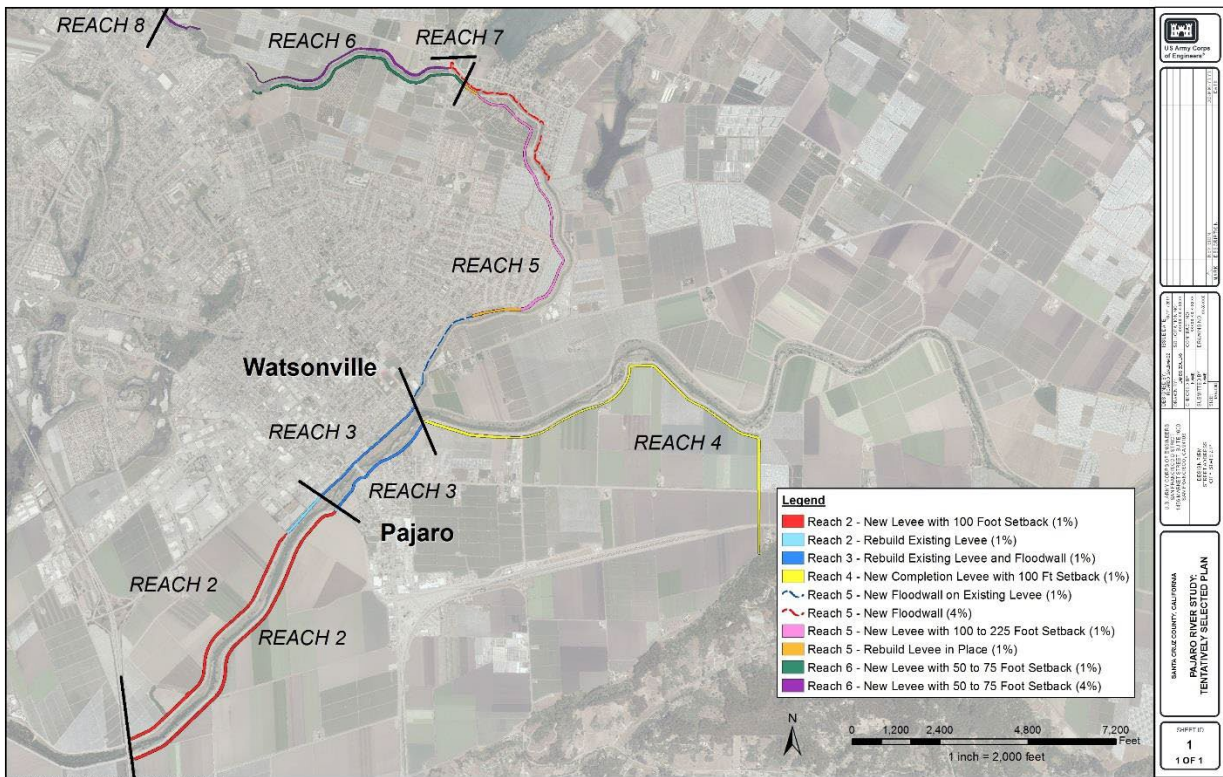 REACH 8
REACH 6
REACH 7
REACH 5
Watsonville
REACH 3
REACH 4
REACH 3
Pajaro
REACH 2
REACH 2
Legend
Reach 2 - New Levee with 100 Foot Setback (1%)
Reach 2 - Rebuild Existing Levee (1%)
Reach 3 - Rebuild Existing Levee and Floodwall (1%)
Reach 4 - New Completion Levee with 100 Ft Setback (1%)
Reach 5 - New Floodwall on Existing Levee (1%)
Reach 5 - New Floodwall (4%)
Reach 5 - New Levee with 100 to 225 Foot Setback (1%)
Reach 5 - Rebuild Levee in Place (1%)
Reach 6 - New Levee with 50 to 75 Foot Setback (1%)
Reach 6 - New Levee with 50 to 75 Foot Setback (4%)
N
0 1,200 2,400 4,800 7,200
Feet
1 inch = 2,000 feet
US Army Corps
of Engineers®
U.S. ARMY CORPS OF ENGINEERS
SANTA CRUZ COUNTY, CALIFORNIA
PAJARO RIVER STUDY:
TENTATIVELY SELECTED PLAN
SHEET ID
1
1 OF 1